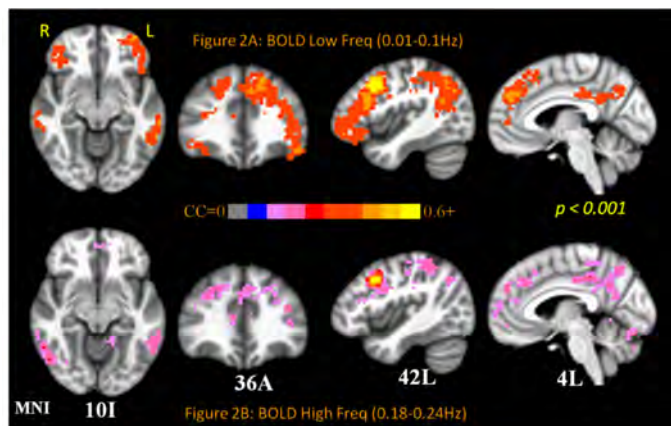 R
L
Figure 2A: BOLD Low Freq (0.01-0.1Hz)
CC=0
0.6+
p < 0.001
MNI
10I
36A
42L
4L
Figure 2B: BOLD High Freq (0.18-0.24Hz)